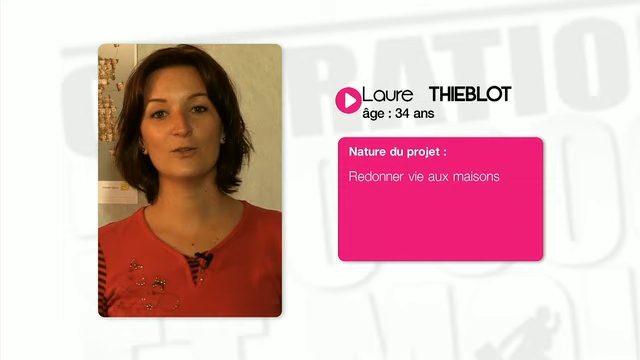 Laure THIEBLOT
âge : 34 ans
Nature du projet :
Redonner vie aux maisons